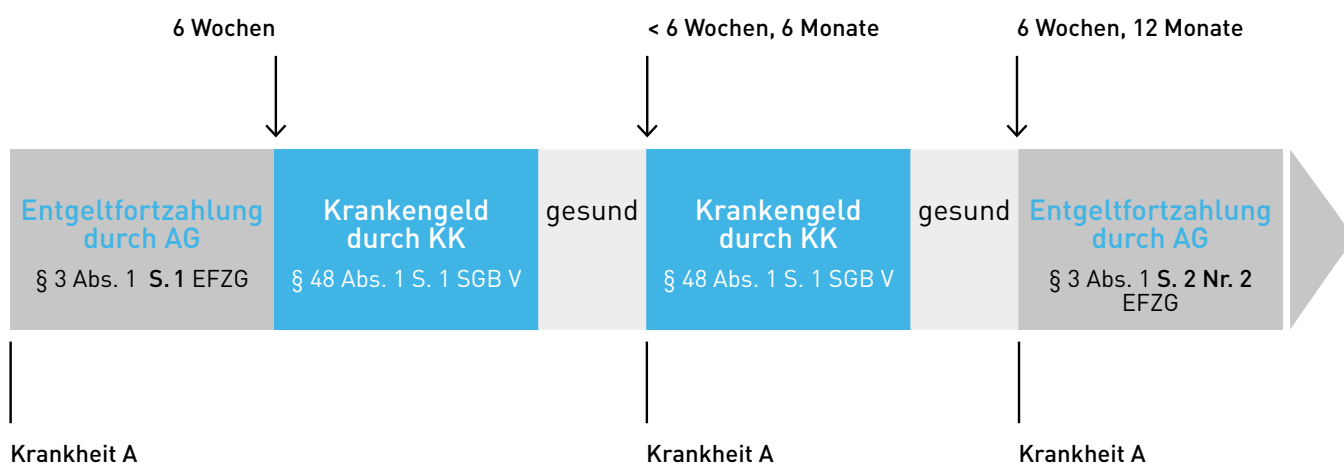 6 Wochen
< 6 Wochen, 6 Monate
6 Wochen, 12 Monate
Entgeltfortzahlung
durch AG
§ 3 Abs. 1 S. 1 EFZG
Krankengeld
durch KK
§ 48 Abs. 1 S. 1 SGB V
gesund
Krankengeld
durch KK
§ 48 Abs. 1 S. 1 SGB V
gesund
Entgeltfortzahlung
durch AG
§ 3 Abs. 1 S. 2 Nr. 2
EFZG
Krankheit A
Krankheit A
Krankheit A